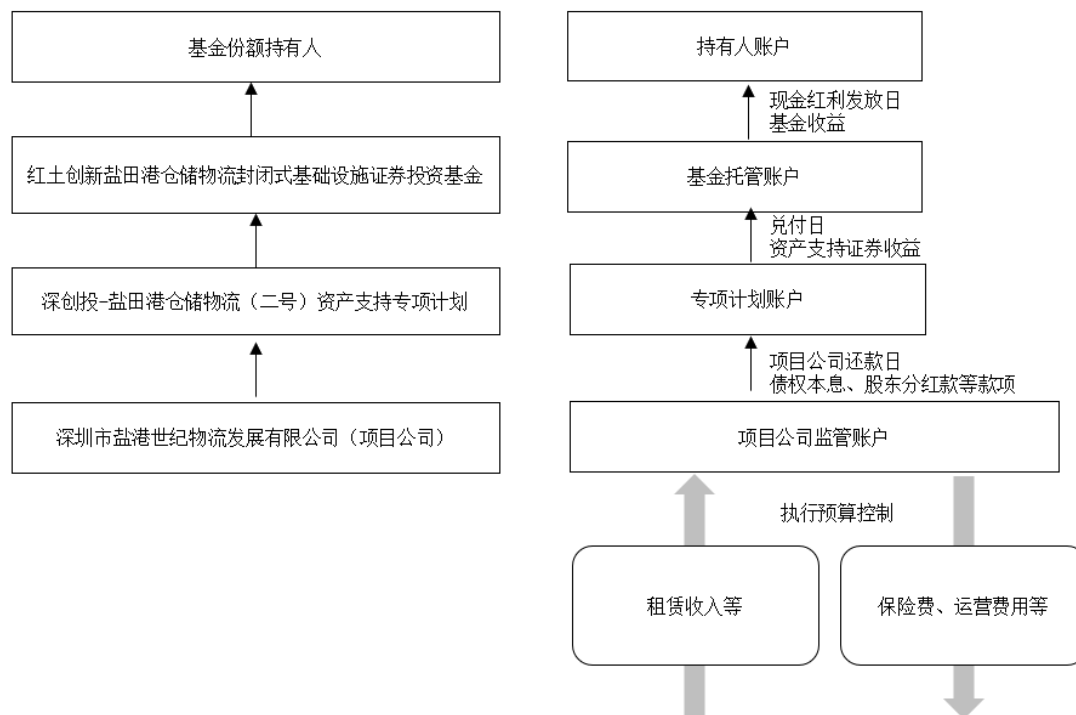 基金份额持有人
持有人账户
现金红利发放日
基金收益
红土创新盐田港仓储物流封闭式基础设施证券投资基金
基金托管账户
兑付日
资产支持证券收益
深创投-盐田港仓储物流（二号）资产支持专项计划
专项计划账户
项目公司还款日
债权本息、股东分红款等款项
深圳市盐港世纪物流发展有限公司（项目公司）
项目公司监管账户
执行预算控制
租赁收入等
保险费、运营费用等